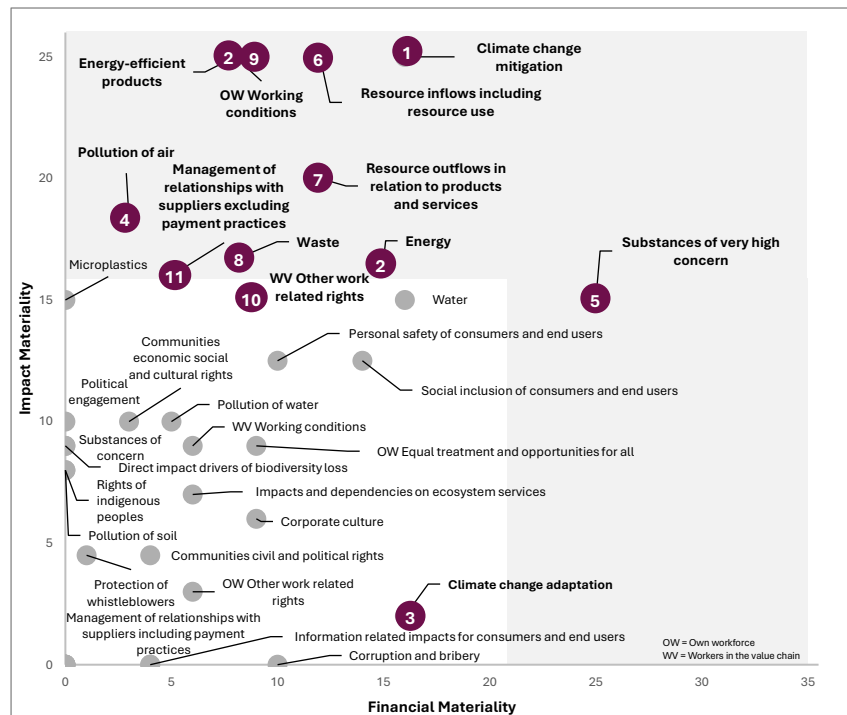 25
20
15
10
5
0
0
5
10
15
20
25
30
35
Impact Materiality
Financial Materiality
2
9
6
1
Energy-efficient
products
OW Working
conditions
Climate change
mitigation
Resource inflows including
resource use
Pollution of air
4
Management of
relationships with
suppliers excluding
payment practices
11
7
Resource outflows in
relation to products
and services
8
Waste
2
Energy
Substances of very high
concern
5
Microplastics
10
WV Other work
related rights
Water
Personal safety of consumers and end users
Communities
economic social
and cultural rights
Social inclusion of consumers and end users
Political
engagement
Pollution of water
WV Working conditions
Substances of
concern
OW Equal treatment and opportunities for all
Direct impact drivers of biodiversity loss
Rights of
indigenous
peoples
Impacts and dependencies on ecosystem services
Corporate culture
Pollution of soil
Communities civil and political rights
Protection of
whistleblowers
OW Other work related
rights
Climate change adaptation
3
Management of relationships with
suppliers including payment
practices
Information related impacts for consumers and end users
Corruption and bribery
OW = Own workforce
WV = Workers in the value chain